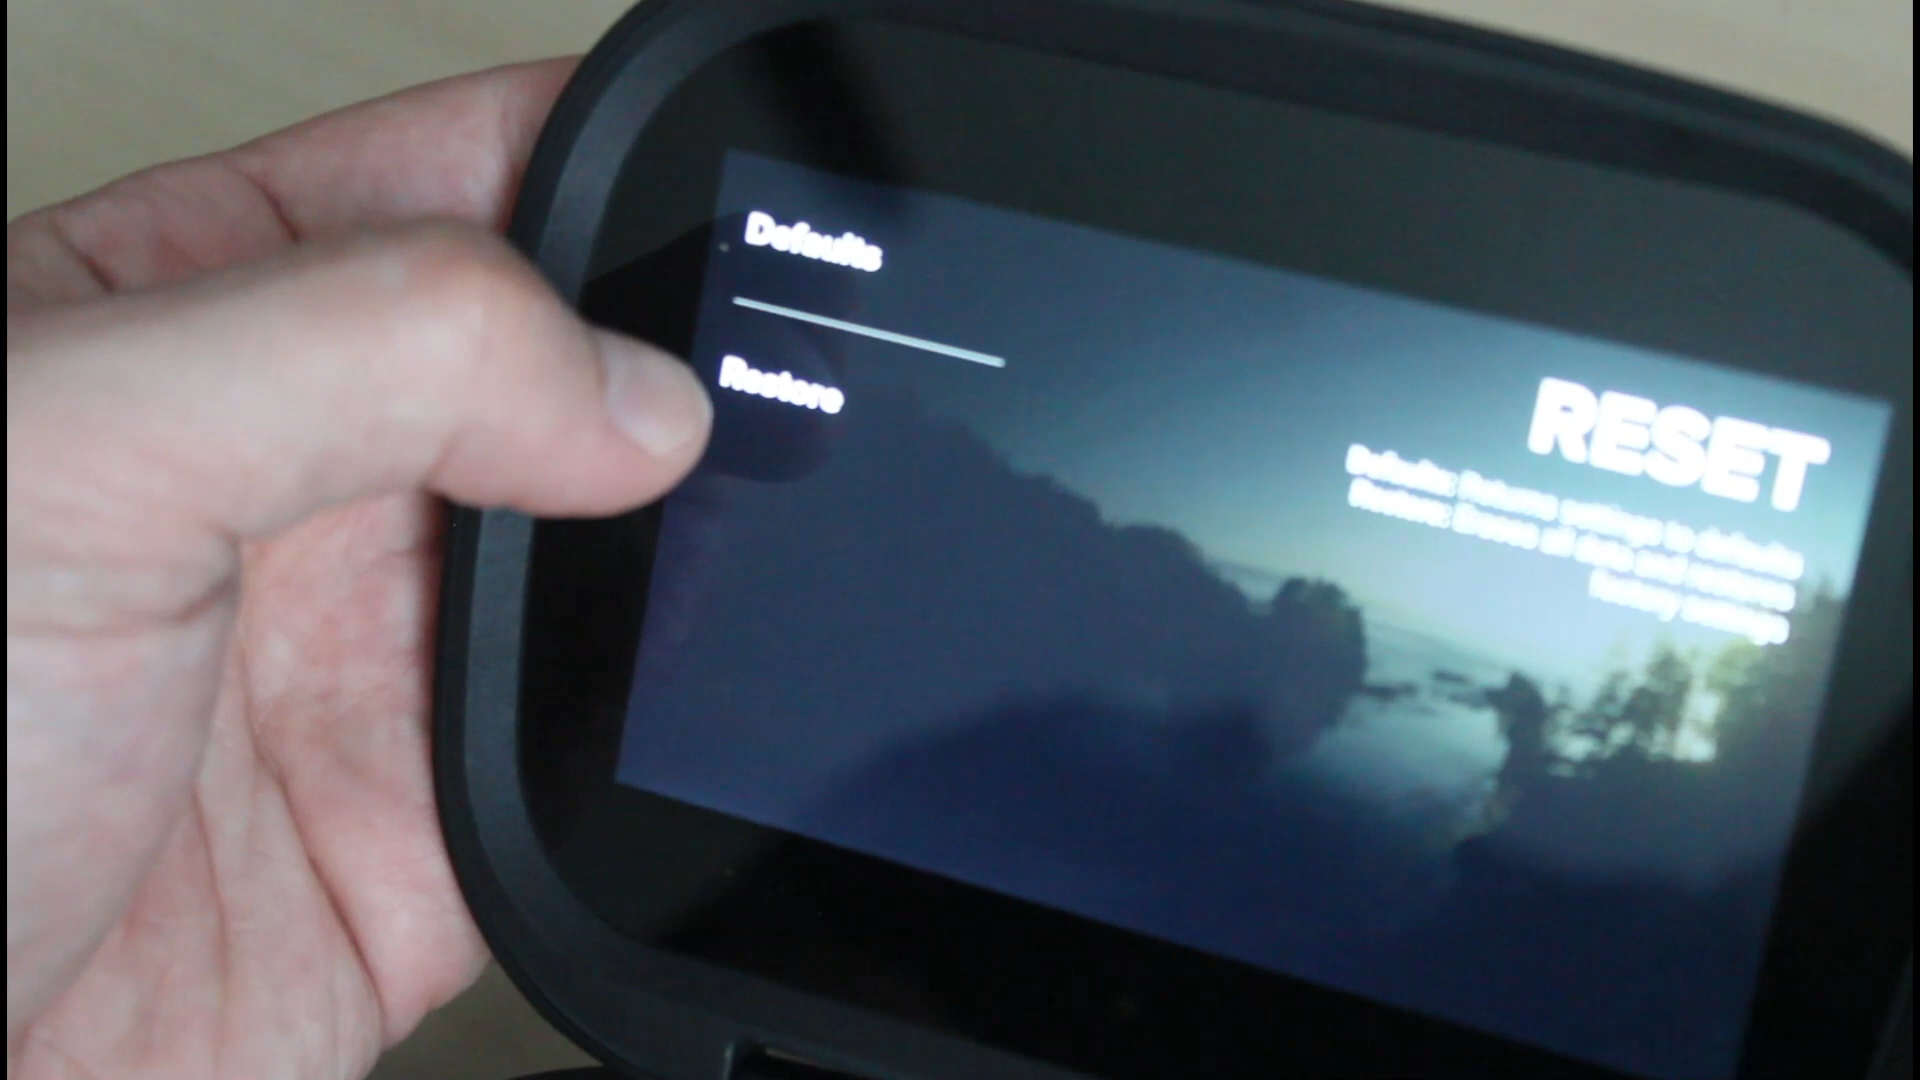 Defaults
Restore
RESET
Defaults: Returns settings to defaults
Restore: Erases all data and restores
factory settings